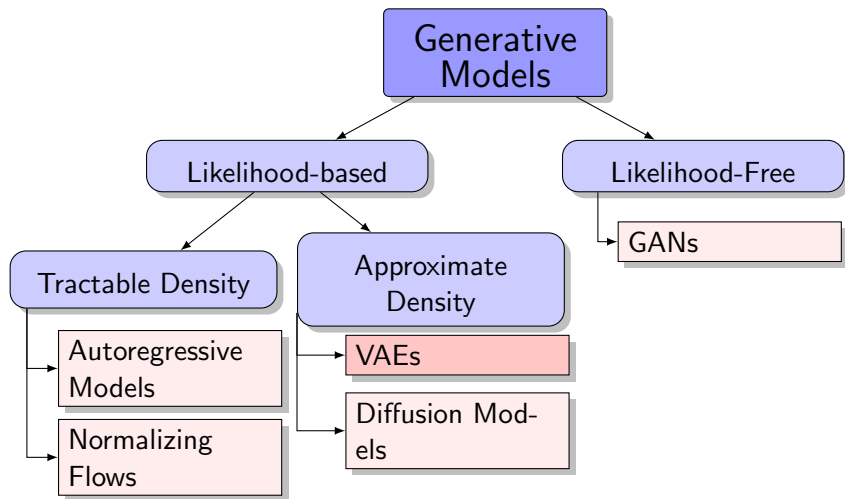 Generative
Models
Likelihood-based
Likelihood-Free
GANs
Tractable Density
Approximate
Density
Autoregressive
Models
VAEs
Normalizing
Flows
Diffusion Mod-
els